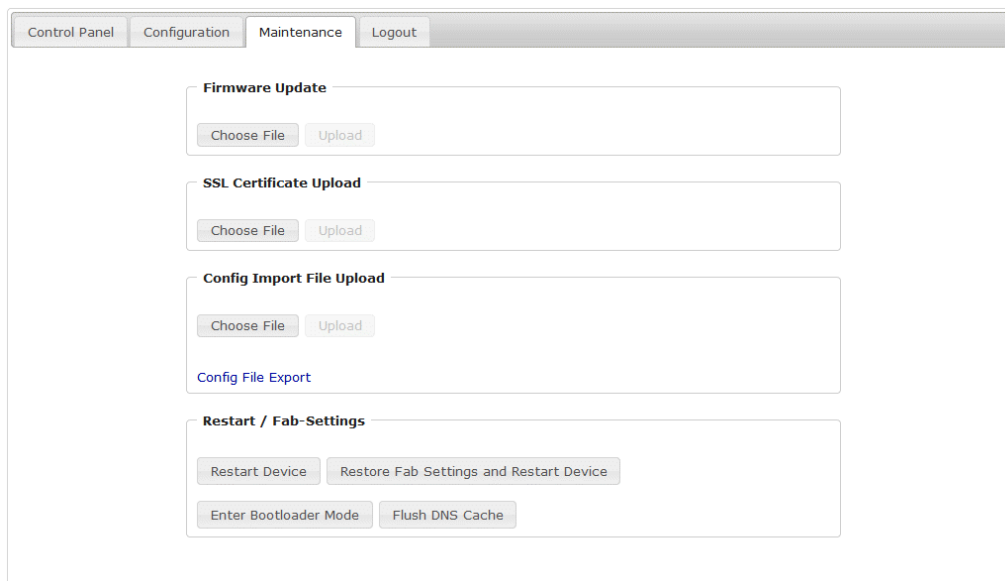 Control Panel Configuration Maintenance Logout
Firmware Update
Choose File Upload
SSL Certificate Upload
Choose File Upload
Config Import File Upload
Choose File Upload
Config File Export
Restart / Fab-Settings
Restart Device Restore Fab Settings and Restart Device
Enter Bootloader Mode Flush DNS Cache